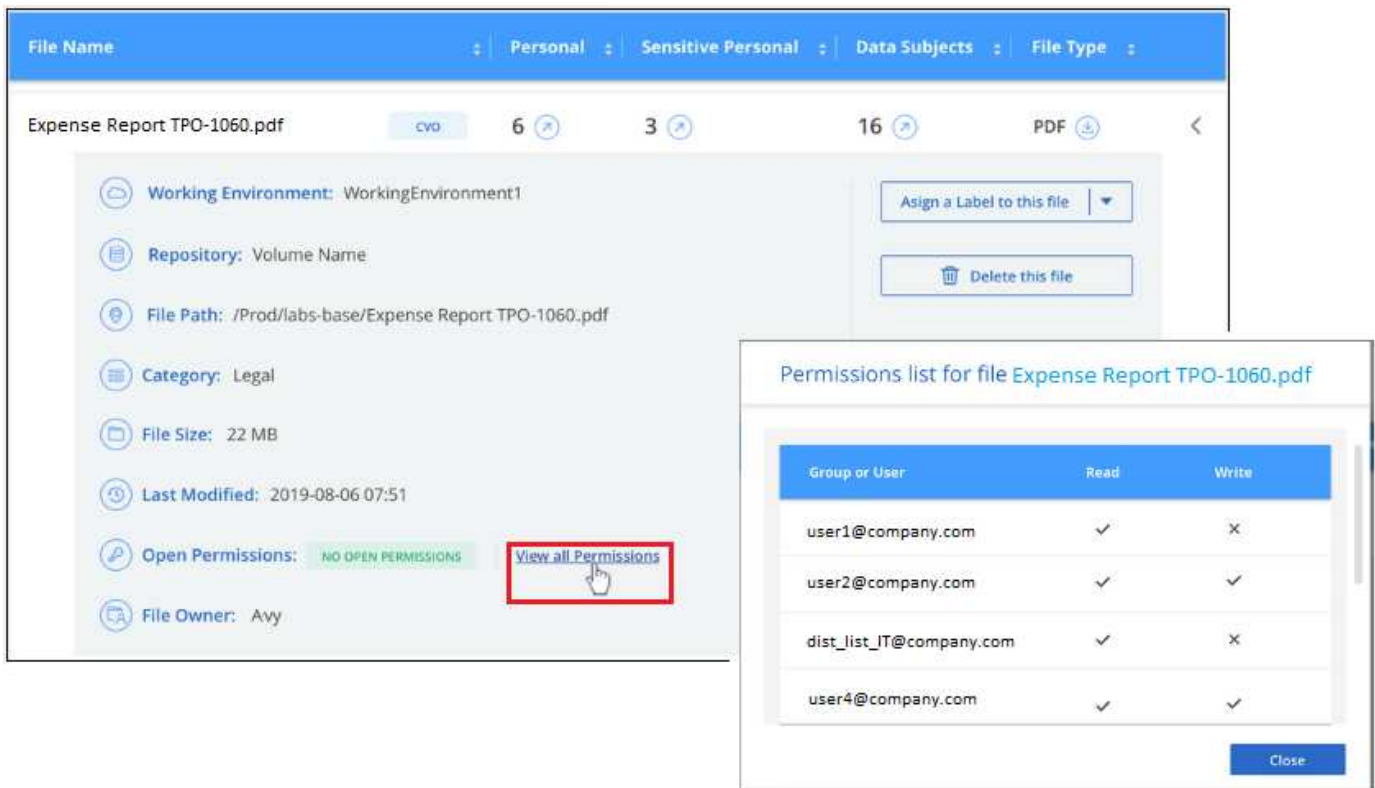 File Name Personal Sensitive Personal Data Subjects File Type
Expense Report TPO-1060.pdf CVO 6 3 16 PDF
Working Environment: WorkingEnvironment1
Asign a Label to this file
Repository: Volume Name
Delete this file
File Path: /Prod/labs-base/Expense Report TPO-1060.pdf
Category: Legal
File Size: 22 MB
Last Modified: 2019-08-06 07:51
Open Permissions: NO OPEN PERMISSIONS View all Permissions
File Owner: Avy
Permissions list for file Expense Report TPO-1060.pdf
Group or User Read Write
user1@company.com ✓ ×
user2@company.com ✓ ✓
dist_list_IT@company.com ✓ ×
user4@company.com ✓ ✓
Close